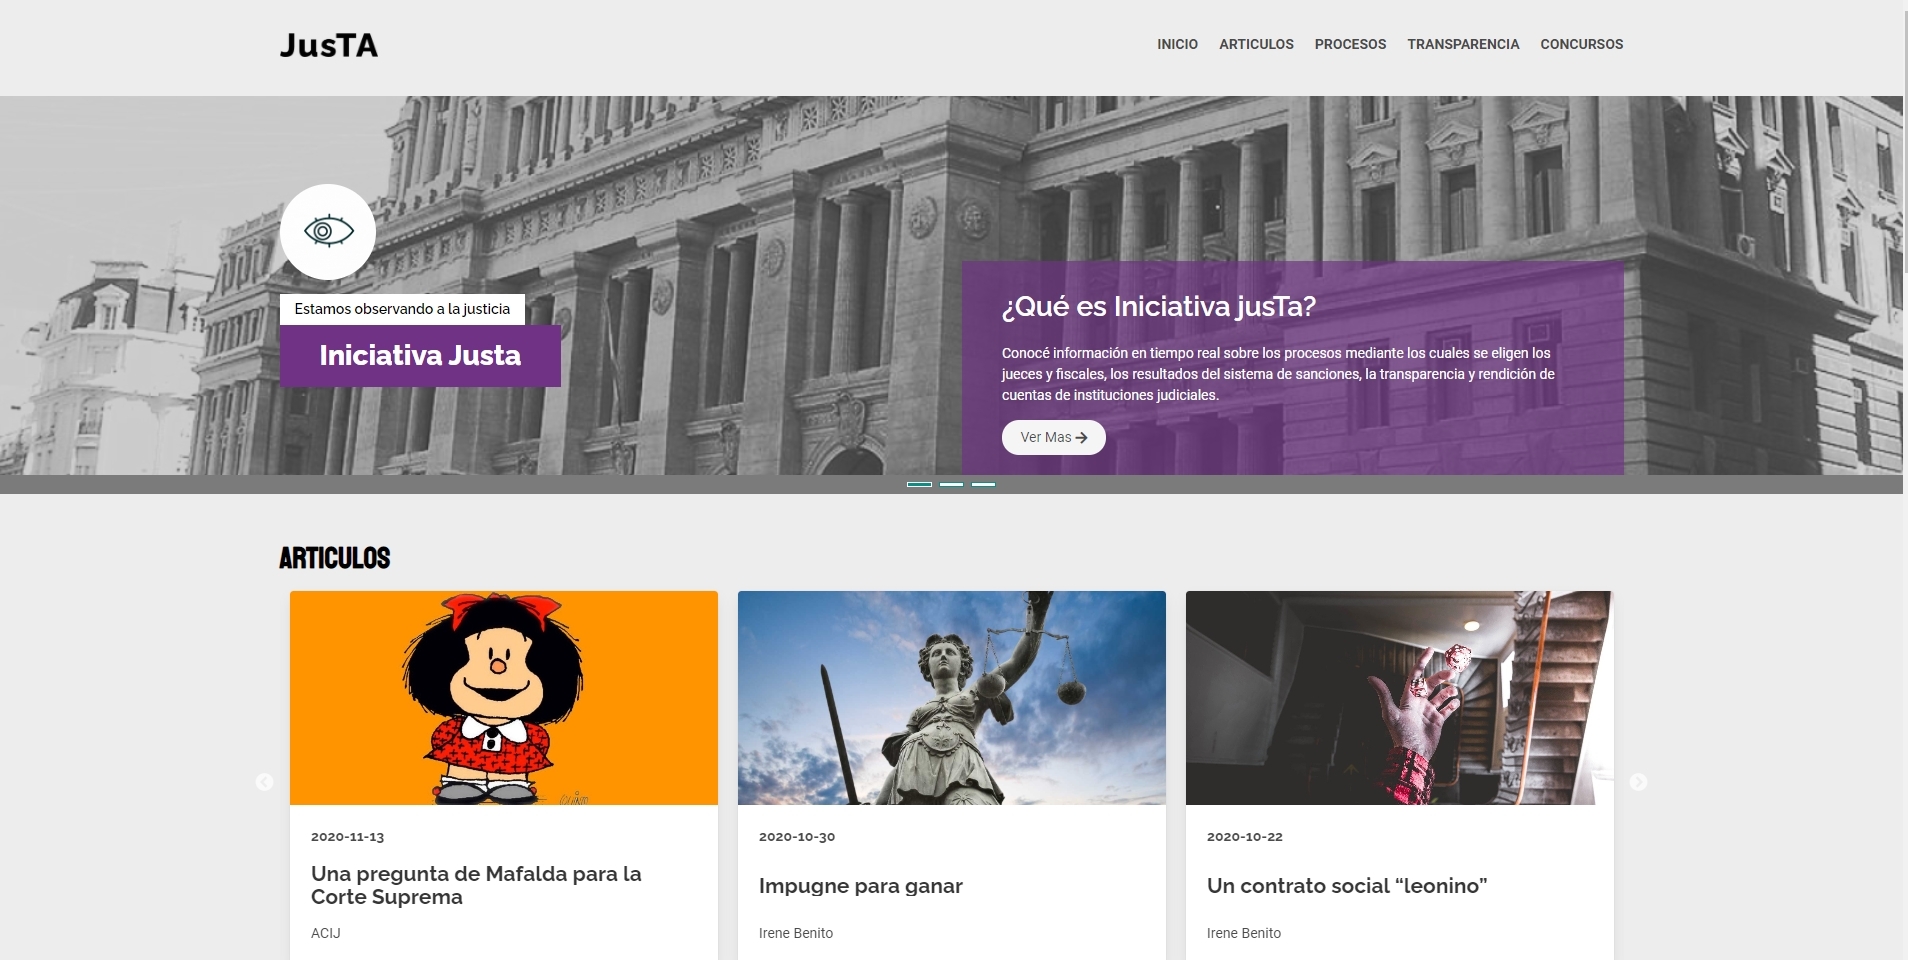 JusTA
INICIO ARTICULOS PROCESOS TRANSPARENCIA CONCURSOS
Estamos observando a la justicia
Iniciativa Justa
¿Qué es Iniciativa jusTa?
Conocé información en tiempo real sobre los procesos mediante los cuales se eligen los
jueces y fiscales, los resultados del sistema de sanciones, la transparencia y rendición de
cuentas de instituciones judiciales.
Ver Mas
ARTICULOS
2020-11-13
Una pregunta de Mafalda para la
Corte Suprema
ACIJ
2020-10-30
Impugne para ganar
Irene Benito
2020-10-22
Un contrato social “leonino”
Irene Benito